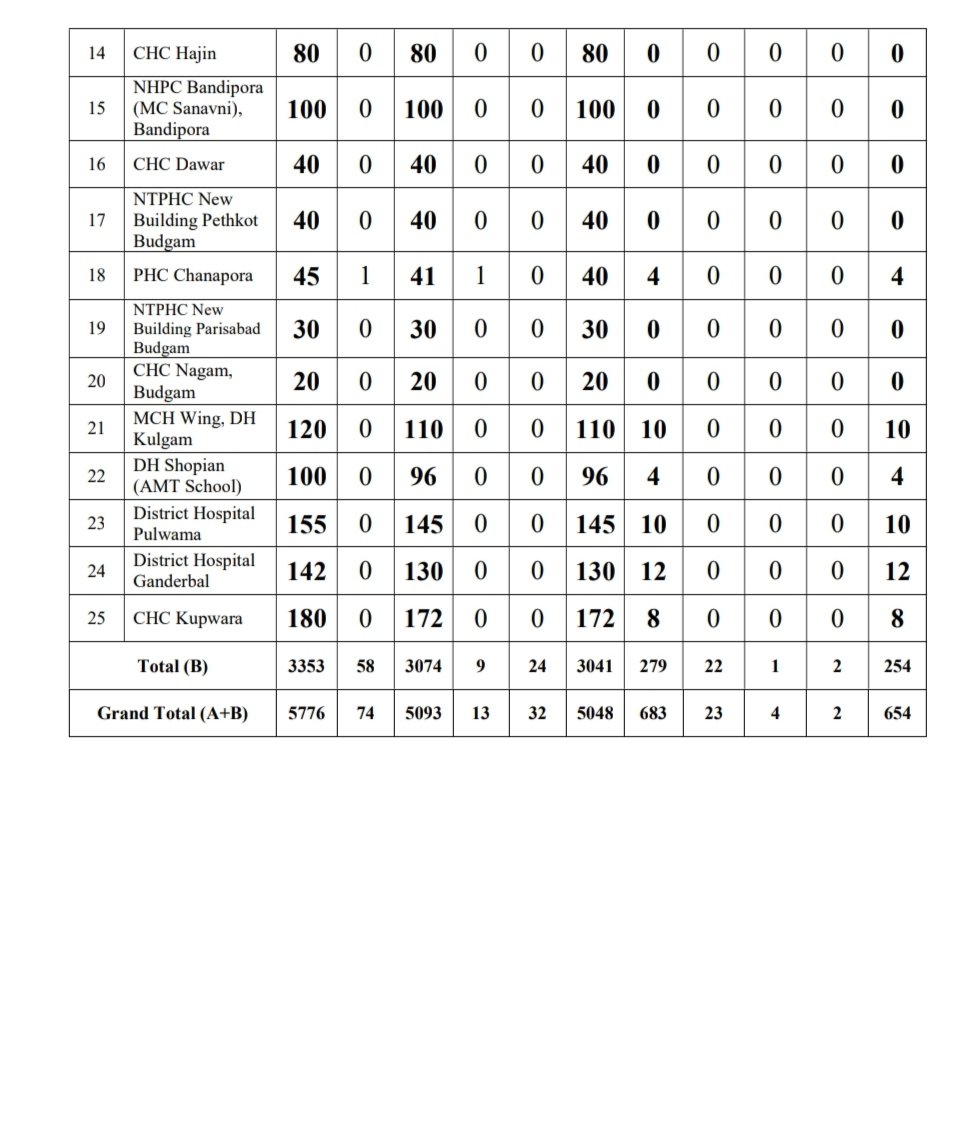 14 CHC Hajin 80 0 80 0 0 80 0 0 0 0 0
NHPC Bandipora
15 (MC Sanavni), 100 0 100 0 0 100 0 0 0 0 0
Bandipora
16 CHC Dawar 40 0 40 0 0 40 0 0 0 0 0
NTPHC New
17 Building Pethkot 40 0 40 0 0 40 0 0 0 0 0
Budgam
18 PHC Chanapora 45 1 41 1 0 40 4 0 0 0 4
NTPHC New
19 Building Parisabad 30 0 30 0 0 30 0 0 0 0 0
Budgam
20 CHC Nagam, 20 0 20 0 0 20 0 0 0 0 0
Budgam
21 MCH Wing, DH 120 0 110 0 0 110 10 0 0 0 10
Kulgam
22 DH Shopian 100 0 96 0 0 96 4 0 0 0 4
(AMT School)
23 District Hospital 155 0 145 0 0 145 10 0 0 0 10
Pulwama
24 District Hospital 142 0 130 0 0 130 12 0 0 0 12
Ganderbal
25 CHC Kupwara 180 0 172 0 0 172 8 0 0 0 8
Total (B) 3353 58 3074 9 24 3041 279 22 1 2 254
Grand Total (A+B) 5776 74 5093 13 32 5048 683 23 4 2 654